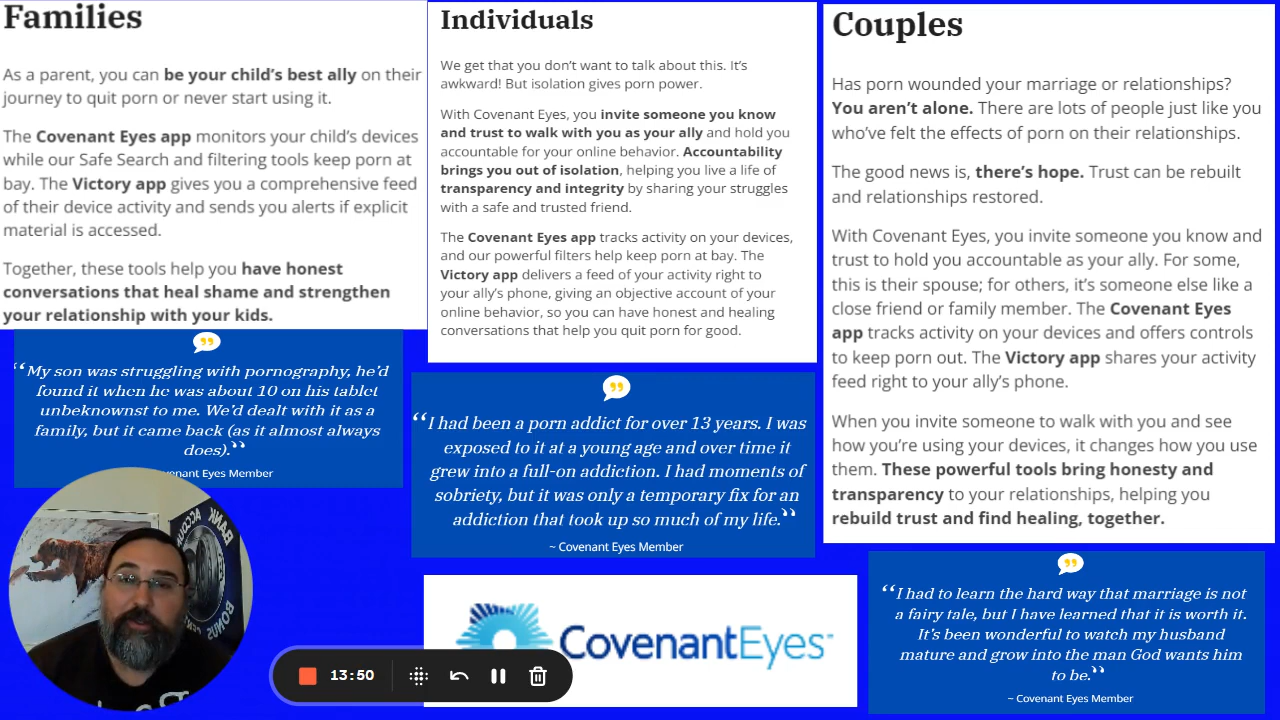 Families
As a parent, you can be your child's best ally on their
journey to quit porn or never start using it.
The Covenant Eyes app monitors your child's devices
while our Safe Search and filtering tools keep porn at
bay. The Victory app gives you a comprehensive feed
of their device activity and sends you alerts if explicit
material is accessed.
Together, these tools help you have honest
conversations that heal shame and strengthen
your relationship with your kids.
“My son was struggling with pornography, he'd
found it when he was about 10 on his tablet
unbeknownst to me. We'd dealt with it as a
family, but it came back (as it almost always
does).”
enant Eyes Member
Individuals
We get that you don't want to talk about this. It's
awkward! But isolation gives porn power.
With Covenant Eyes, you invite someone you know
and trust to walk with you as your ally and hold you
accountable for your online behavior. Accountability
brings you out of isolation, helping you live a life of
transparency and integrity by sharing your struggles
with a safe and trusted friend.
The Covenant Eyes app tracks activity on your devices,
and our powerful filters help keep porn at bay. The
Victory app delivers a feed of your activity right to
your ally's phone, giving an objective account of your
online behavior, so you can have honest and healing
conversations that help you quit porn for good.
“I had been a porn addict for over 13 years. I was
exposed to it at a young age and over time it
grew into a full-on addiction. I had moments of
sobriety, but it was only a temporary fix for an
addiction that took up so much of my life.”
~ Covenant Eyes Member
CovenantEyes
Couples
Has porn wounded your marriage or relationships?
You aren't alone. There are lots of people just like you
who've felt the effects of porn on their relationships.
The good news is, there's hope. Trust can be rebuilt
and relationships restored.
With Covenant Eyes, you invite someone you know and
trust to hold you accountable as your ally. For some,
this is their spouse; for others, it's someone else like a
close friend or family member. The Covenant Eyes
app tracks activity on your devices and offers controls
to keep porn out. The Victory app shares your activity
feed right to your ally's phone.
When you invite someone to walk with you and see
how you're using your devices, it changes how you use
them. These powerful tools bring honesty and
transparency to your relationships, helping you
rebuild trust and find healing, together.
“I had to learn the hard way that marriage is not
a fairy tale, but I have learned that it is worth it.
It's been wonderful to watch my husband
mature and grow into the man God wants him
to be.”
~ Covenant Eyes Member
13:50